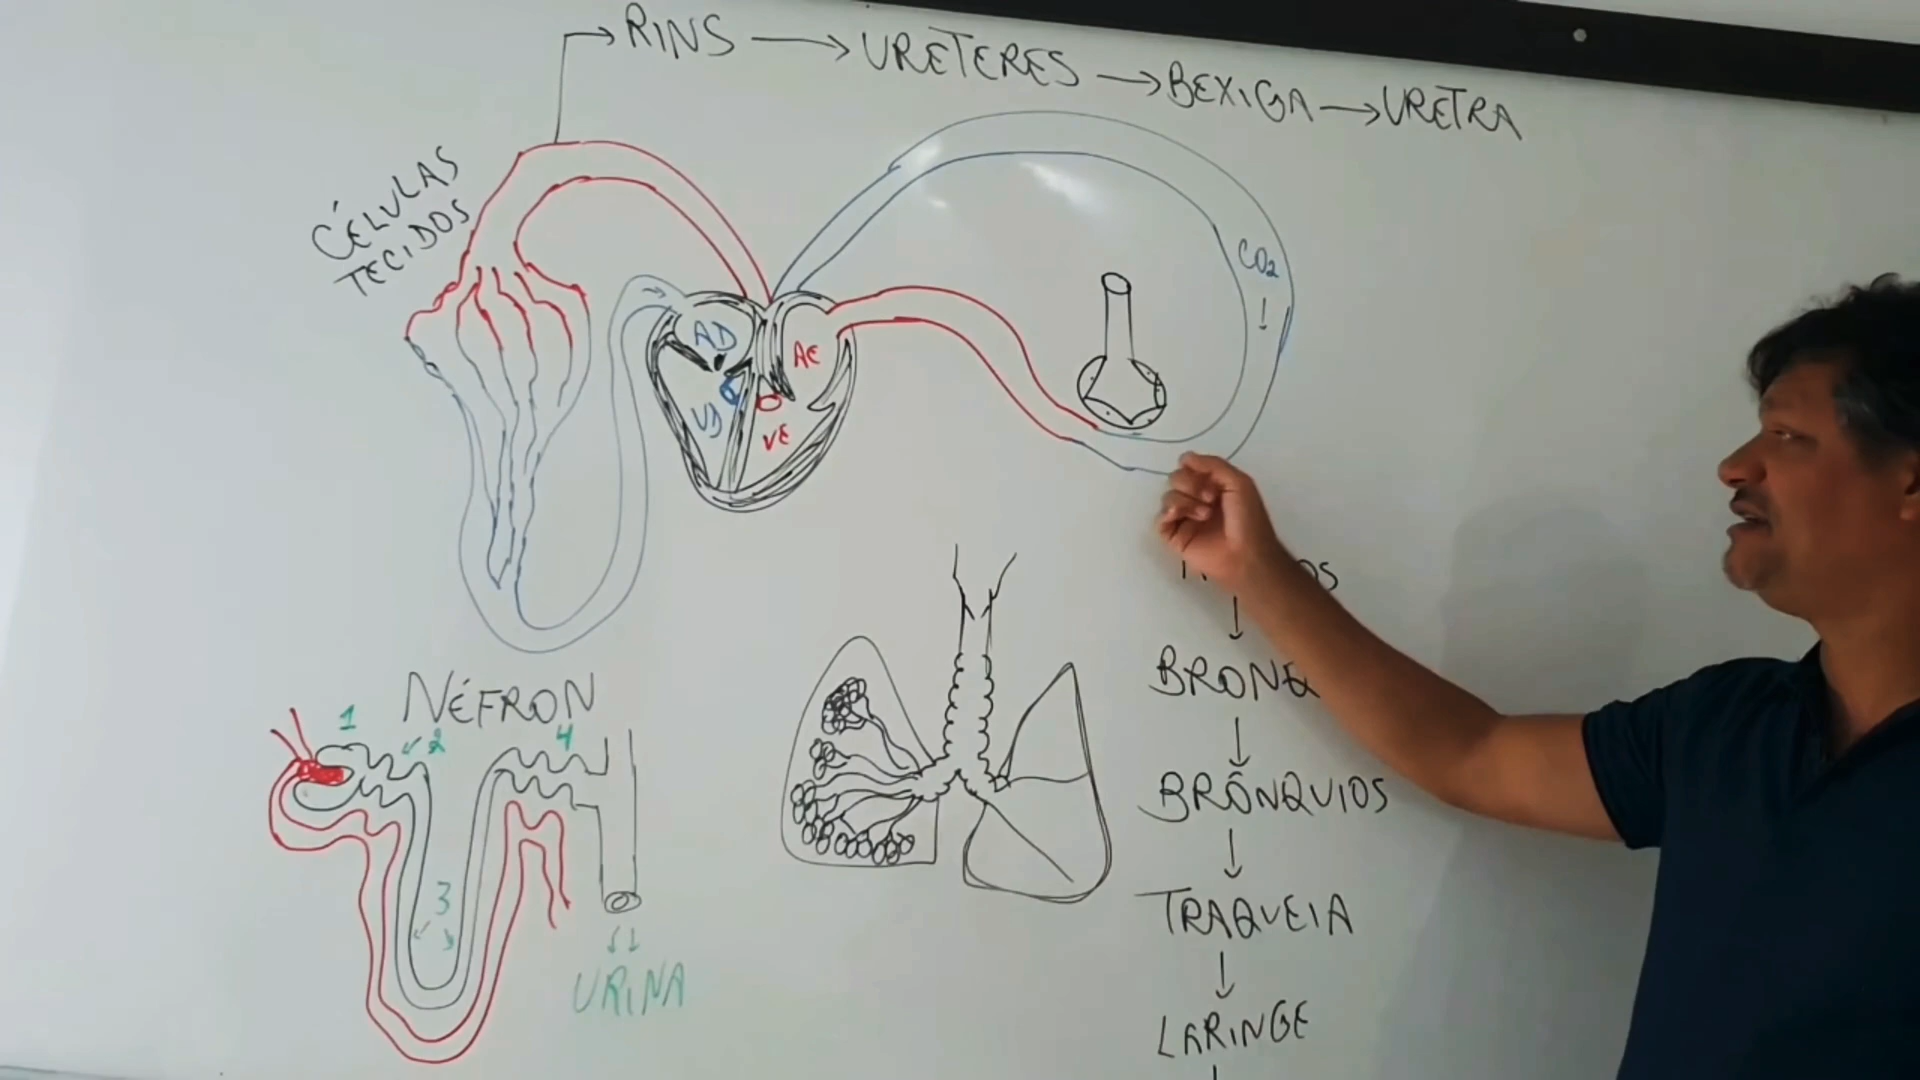 → RINS → URETERES → BEXIGA → URETRA
CÉLULAS
TECIDOS
CO2
↓
AD
AE
VD
VE
↓
↓
BRÔNQUIOS
↓
TRAQUEIA
↓
LARINGE
NÉFRON
1
2
4
3
URINA